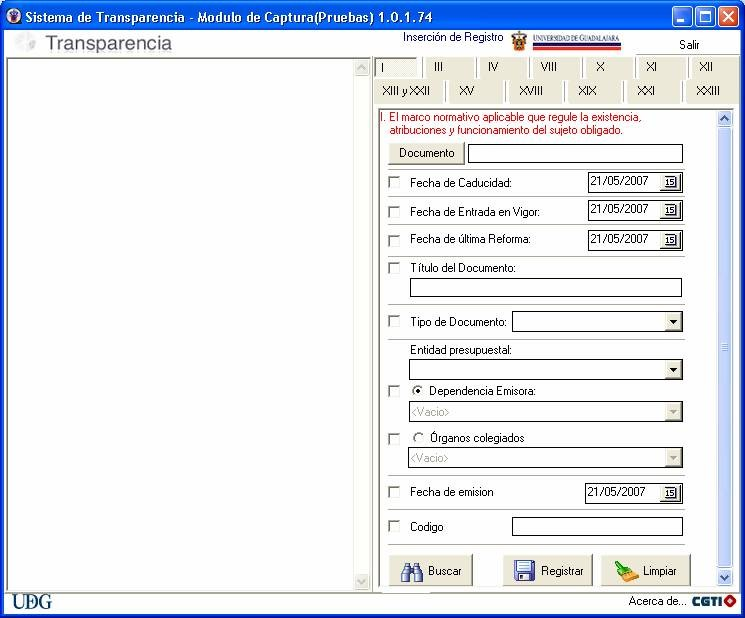 Sistema de Transparencia - Modulo de Captura(Pruebas) 1.0.1.74
Transparencia
Inserción de Registro
UNIVERSIDAD DE GUADALAJARA
Salir
I III IV VIII X XI XII
XIII y XXII XV XVIII XIX XXI XXIII
I. El marco normativo aplicable que regule la existencia,
atribuciones y funcionamiento del sujeto obligado.
Documento
Fecha de Caducidad: 21/05/2007 15
Fecha de Entrada en Vigor: 21/05/2007 15
Fecha de última Reforma: 21/05/2007 15
Título del Documento:
Tipo de Documento:
Entidad presupuestal:
Dependencia Emisora:
<Vacio>
Órganos colegiados
<Vacio>
Fecha de emision 21/05/2007 15
Codigo
Buscar Registrar Limpiar
UDG
Acerca de... CGTI